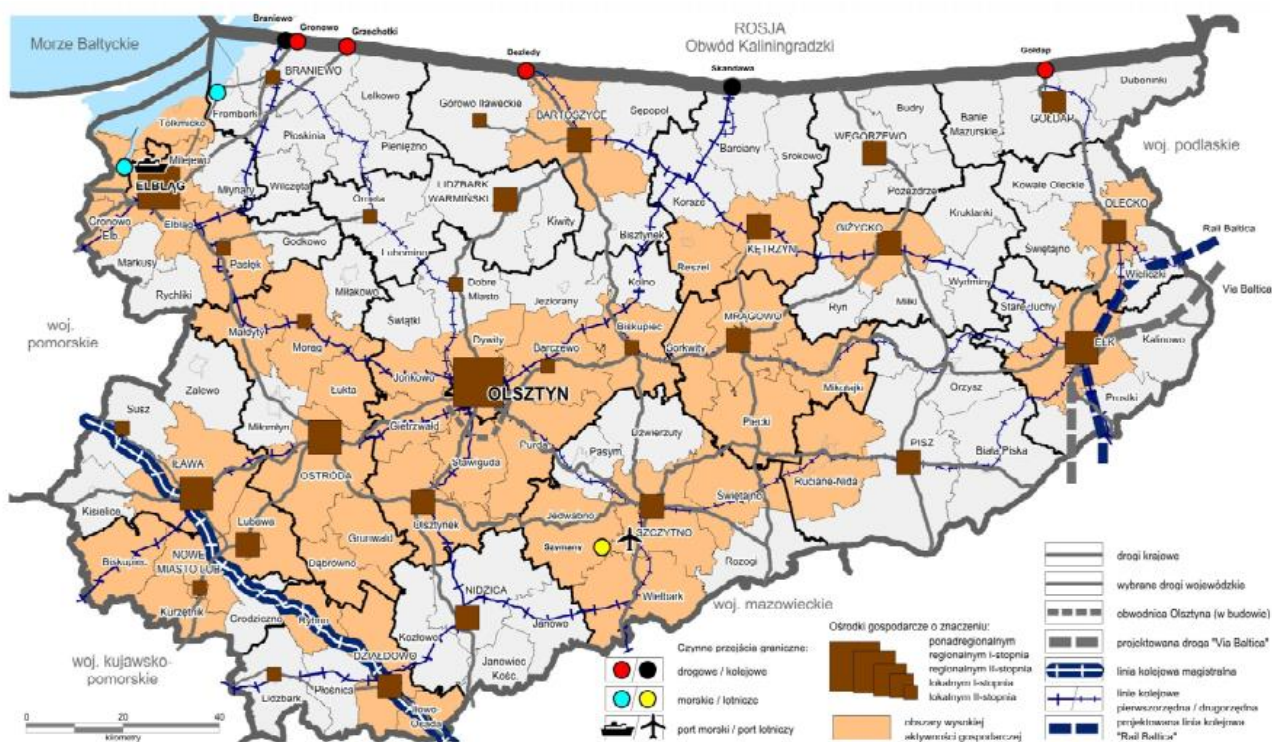 Braniewo
Gronowo
Grzechotki
Morze Bałtyckie
ROSJA
Obwód Kaliningradzki
Bezledy
Skandawa
Gołdap
BRANIEWO
Lelkowo
Frombork
Górowo Iławeckie
Sępopol
Dubeninki
Budry
Banie
Mazurskie
GOŁDAP
Tolkmicko
Płoskinia
Pieniężno
BARTOSZYCE
Barciany
Srokowo
WĘGORZEWO
woj. podlaskie
Milejewo
ELBLĄG
Młynary
Wilczęta
LIDZBARK
WARMIŃSKI
Pozezdrze
Kowale Oleckie
Orneta
Kiwity
Korsze
Kruklanki
OLECKO
Gronowo
Elb.
Elbląg
Godkowo
Lubomino
Bisztynek
KĘTRZYN
GIŻYCKO
Świętajno
Rail Baltica
Markusy
Pasłęk
Reszel
Wieliczki
Rychliki
Miłakowo
Dobre
Miasto
Jeziorany
Kolno
Ryn
Miłki
Wydminy
Stare Juchy
Via Baltica
woj.
pomorskie
Małdyty
Morąg
Świątki
Dywity
Barczewo
Biskupiec
Sorkwity
MRĄGOWO
EŁK
Kalinowo
Zalewo
Łukta
Jonkowo
OLSZTYN
Mikołajki
Orzysz
Prostki
Susz
Miłomłyn
Gietrzwałd
Purda
Dźwierzuty
Piecki
IŁAWA
OSTRÓDA
Stawiguda
Pasym
PISZ
Biała Piska
Kisielice
Lubawa
Olsztynek
Jedwabno
Świętajno
Ruciane-Nida
Grunwald
SZCZYTNO
Biskupiec
NOWE
MIASTO LUB.
Dąbrówno
Szymany
Rozogi
Kurzętnik
NIDZICA
Wielbark
woj. mazowieckie
Grodziczno
Rybno
Kozłowo
Janowo
woj. kujawsko-
pomorskie
DZIAŁDOWO
Janowiec
Kośc.
Lidzbark
Płośnica
Iłowo-
Osada
0 20 40
kilometry
Czynne przejścia graniczne:
drogowe / kolejowe
morskie / lotnicze
port morski / port lotniczy
Ośrodki gospodarcze o znaczeniu:
ponadregionalnym
regionalnym I-stopnia
regionalnym II-stopnia
lokalnym I-stopnia
lokalnym II-stopnia
obszary wysokiej
aktywności gospodarczej
drogi krajowe
wybrane drogi wojewódzkie
obwodnica Olsztyna (w budowie)
projektowana droga "Via Baltica"
linia kolejowa magistralna
linie kolejowe
pierwszorzędna / drugorzędna
projektowana linia kolejowa
"Rail Baltica"